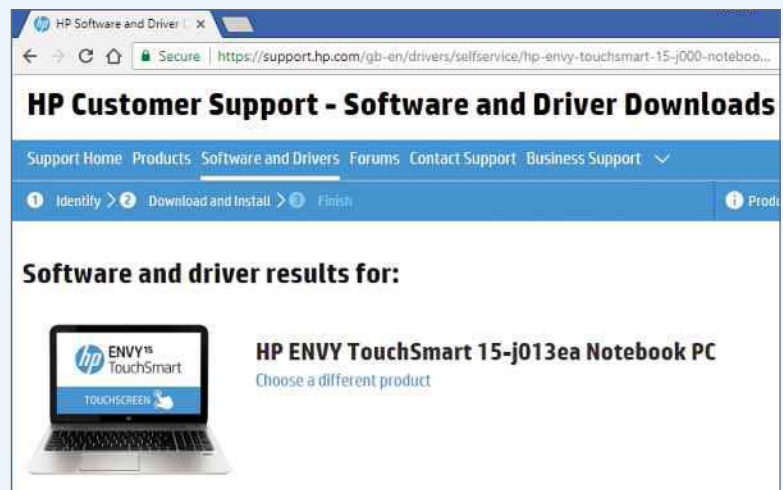 HP Software and Driver
Secure https://support.hp.com/gb-en/drivers/selfservice/hp-envy-touchsmart-15-j000-noteboo...
HP Customer Support - Software and Driver Downloads
Support Home Products Software and Drivers Forums Contact Support Business Support
1 Identify > 2 Download and Install > 3 Finish
i Produ
Software and driver results for:
hp ENVY15
TouchSmart
TOUCHSCREEN
HP ENVY TouchSmart 15-j013ea Notebook PC
Choose a different product